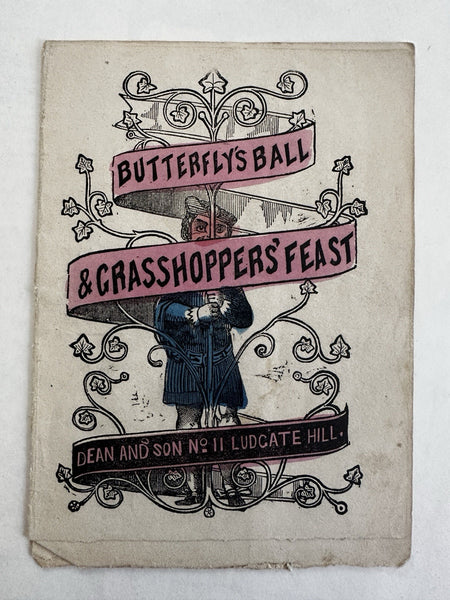 BUTTERFLY'S BALL
& GRASSHOPPERS' FEAST
DEAN AND SON No 11 LUDGATE HILL.